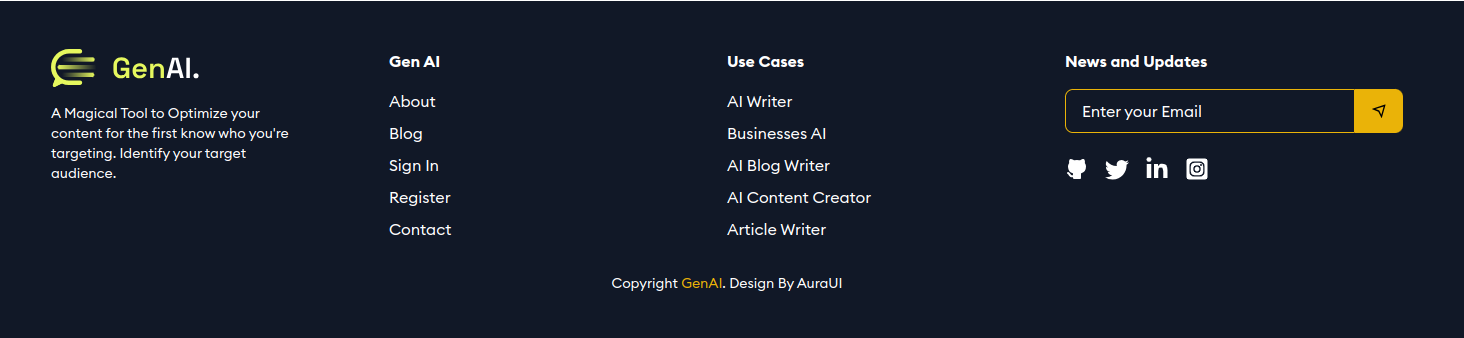 GenAI.
A Magical Tool to Optimize your
content for the first know who you're
targeting. Identify your target
audience.
Gen AI
About
Blog
Sign In
Register
Contact
Use Cases
AI Writer
Businesses AI
AI Blog Writer
AI Content Creator
Article Writer
News and Updates
Enter your Email
in
Copyright GenAI. Design By AuraUI